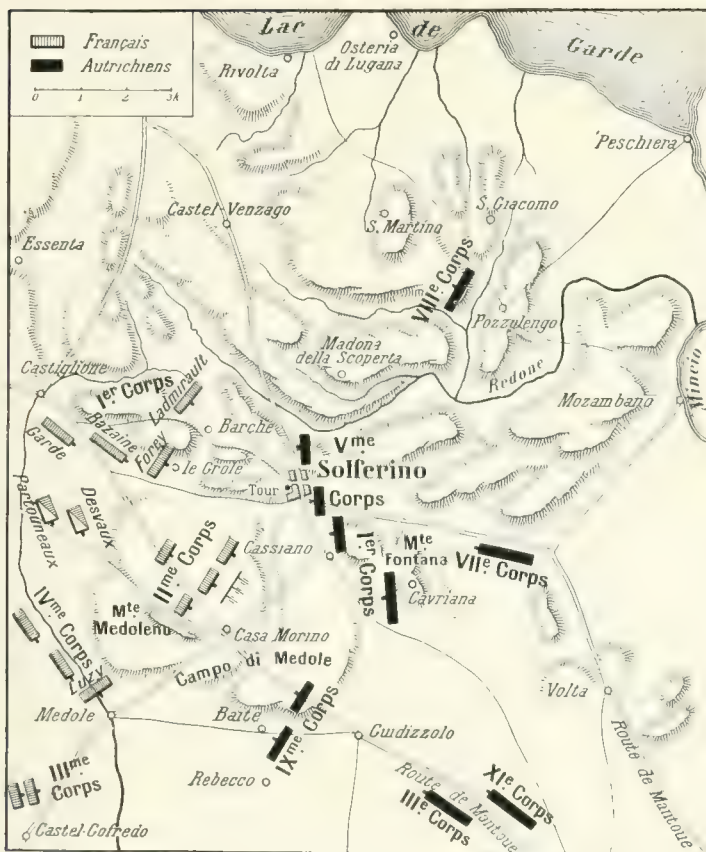 Français
Autrichiens
0 1 2 3k
Lac de Garde
Rivolta
Osteria
di Lugana
Peschiera
Castel-Venzago
S. Martino
S. Giacomo
Essenta
VIIIe. Corps
Pozzulengo
Madona
della Scoperta
Redone
Castiglione
Mozambano
Mincio
Ier. Corps
Ladmirault
Garde
Bazaine
Forey
Barche
le Grole
Vme
Solferino
Tour
Corps
Partouneaux
Desvaux
IIme Corps
Cassiano
Ier. Corps
Mte
Fontana
VIIe. Corps
Cavriana
Mte
Medoleno
Casa Morino
IVme Corps
Luzy
Campo di Medole
Volta
Medole
Baite
IXme Corps
Guidizzolo
Route de Mantoue
IIIme
Corps
Rebecco
Route de Mantoue
XIe. Corps
IIIe. Corps
Castel-Gofredo